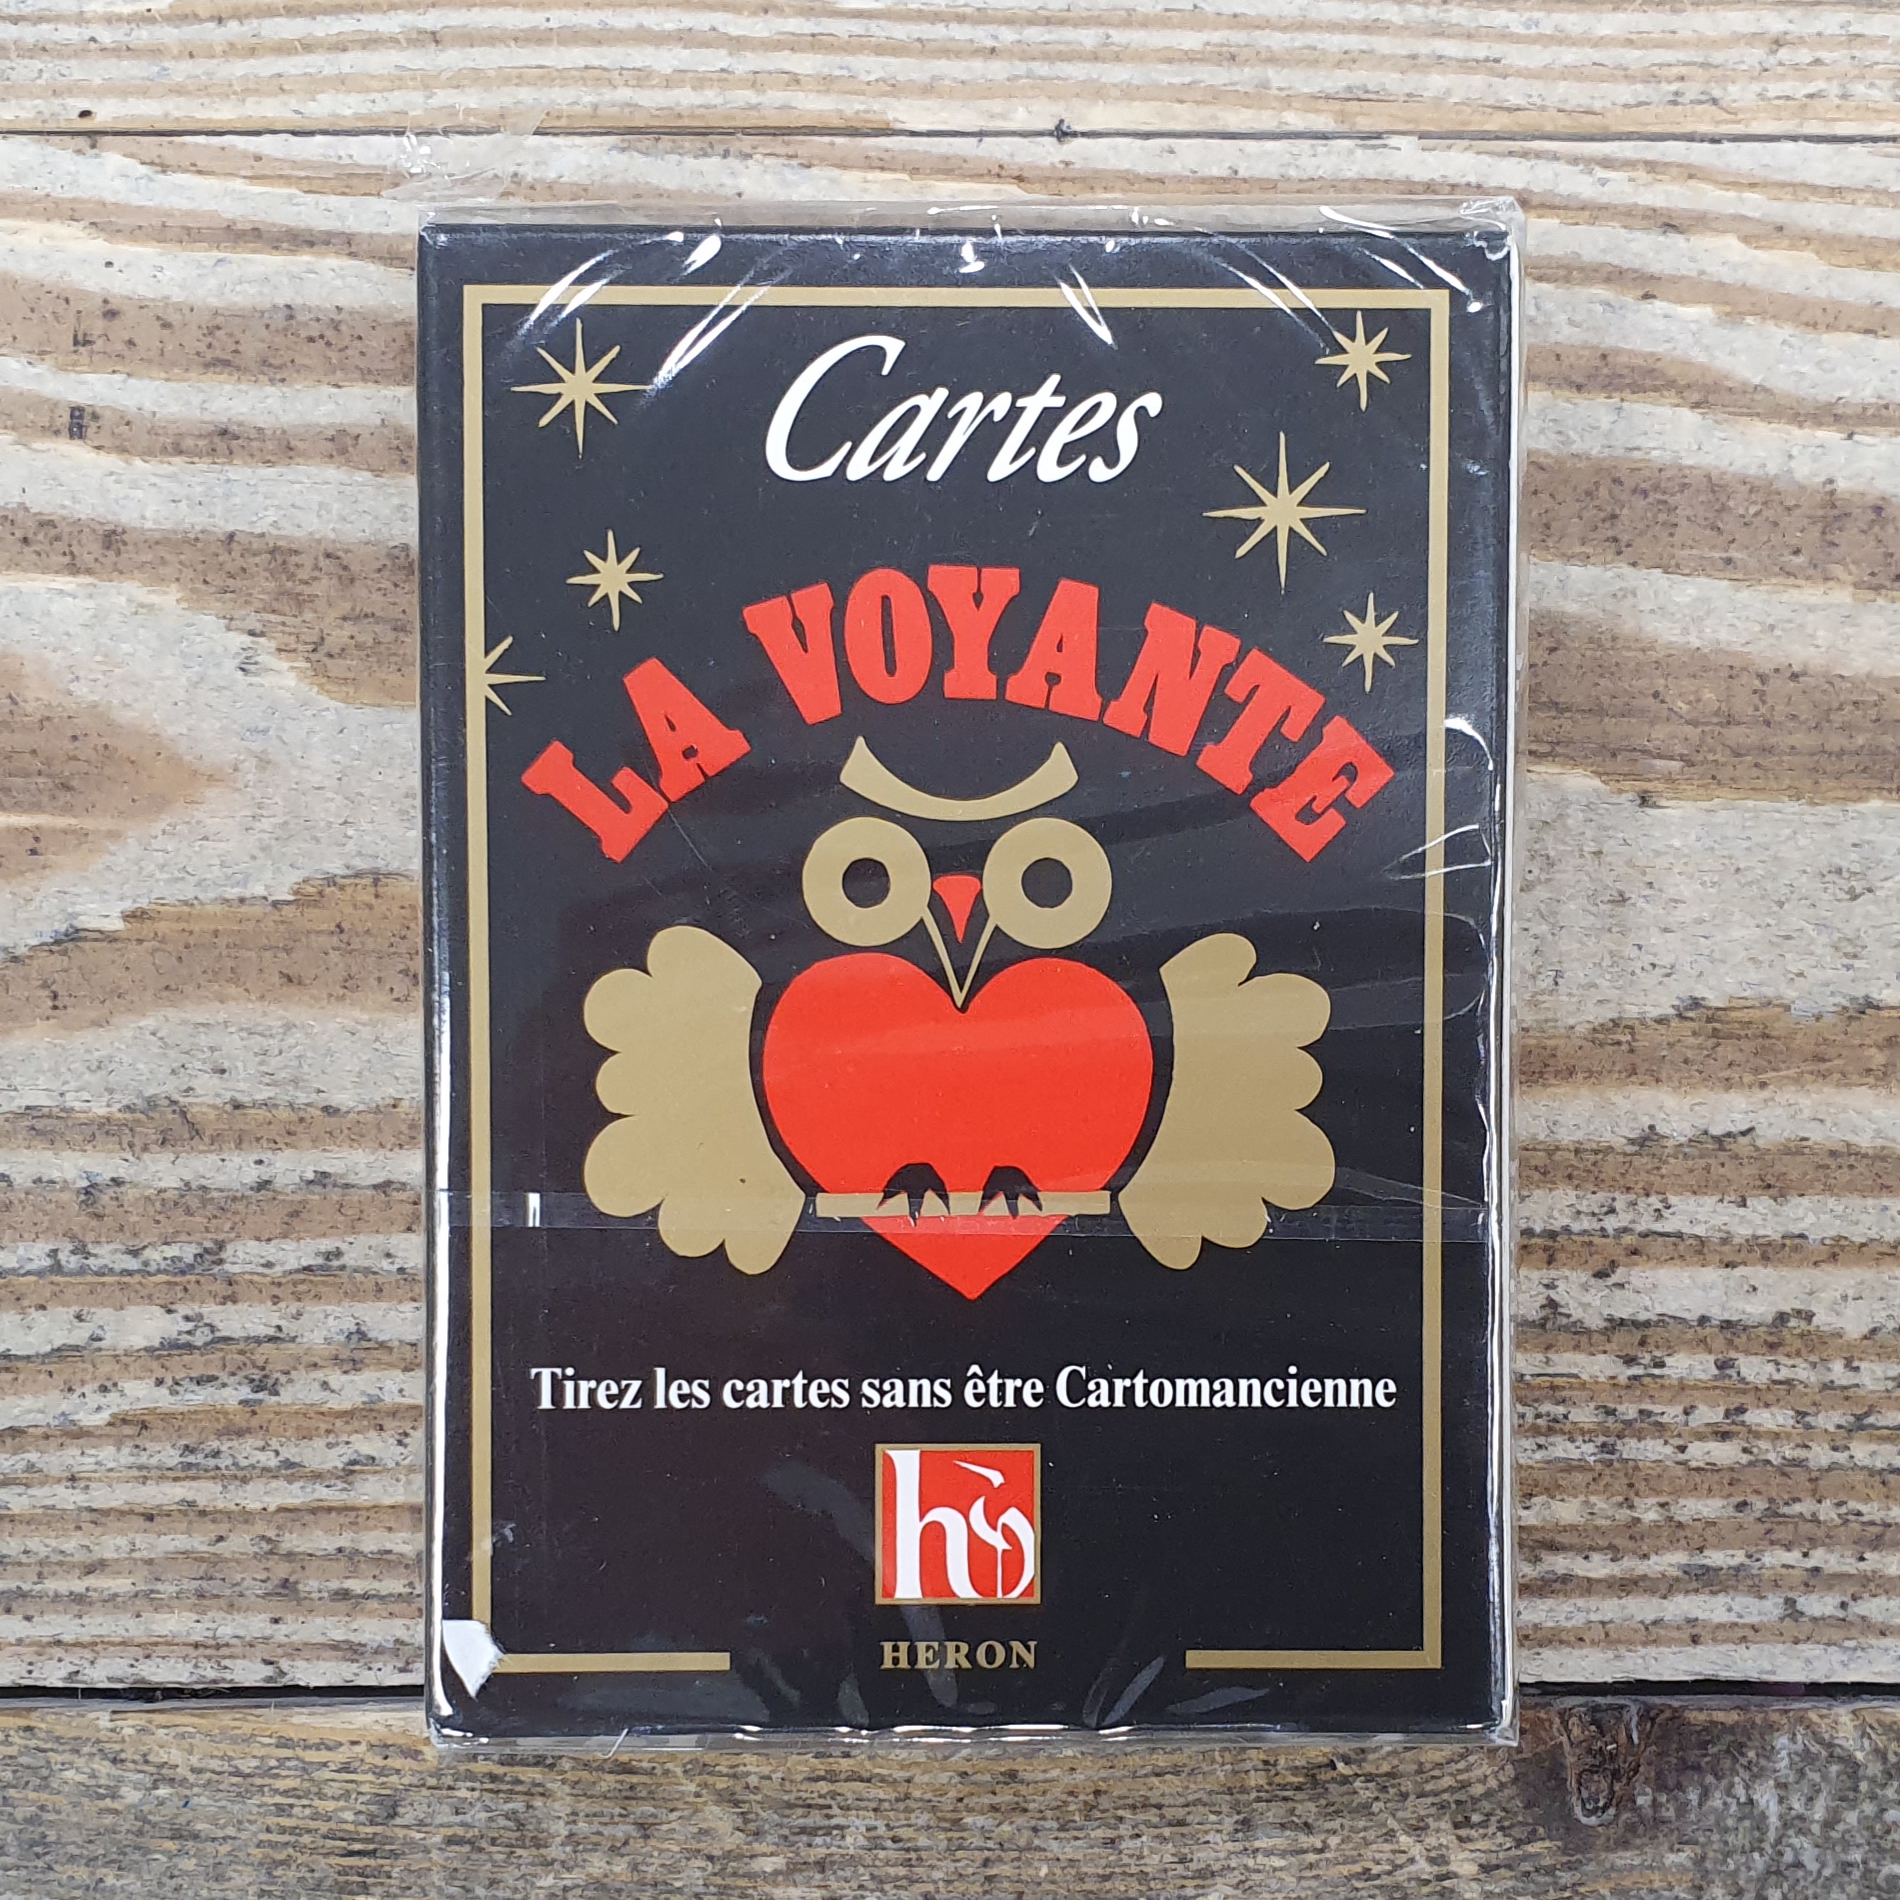 Cartes
LA VOYANTE
Tirez les cartes sans être Cartomancienne
h
HERON